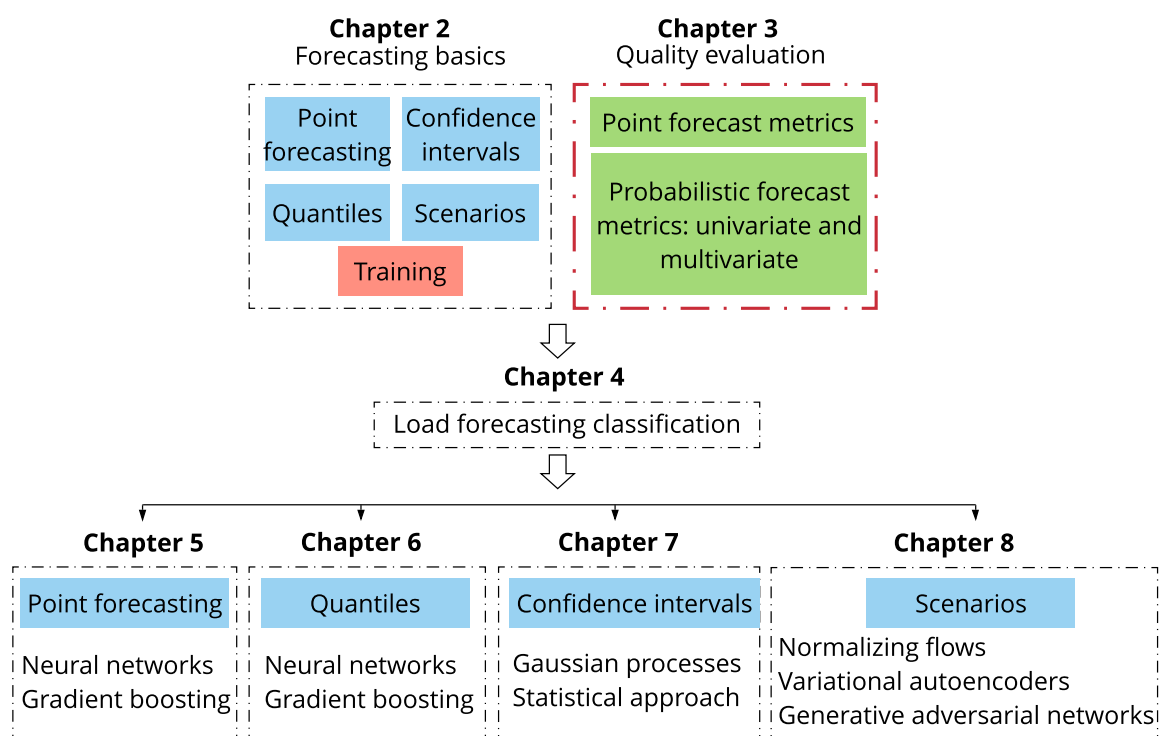 Chapter 2
Forecasting basics
Point
forecasting
Confidence
intervals
Quantiles
Scenarios
Training
Chapter 3
Quality evaluation
Point forecast metrics
Probabilistic forecast
metrics: univariate and
multivariate
Chapter 4
Load forecasting classification
Chapter 5
Point forecasting
Neural networks
Gradient boosting
Chapter 6
Quantiles
Neural networks
Gradient boosting
Chapter 7
Confidence intervals
Gaussian processes
Statistical approach
Chapter 8
Scenarios
Normalizing flows
Variational autoencoders
Generative adversarial networks